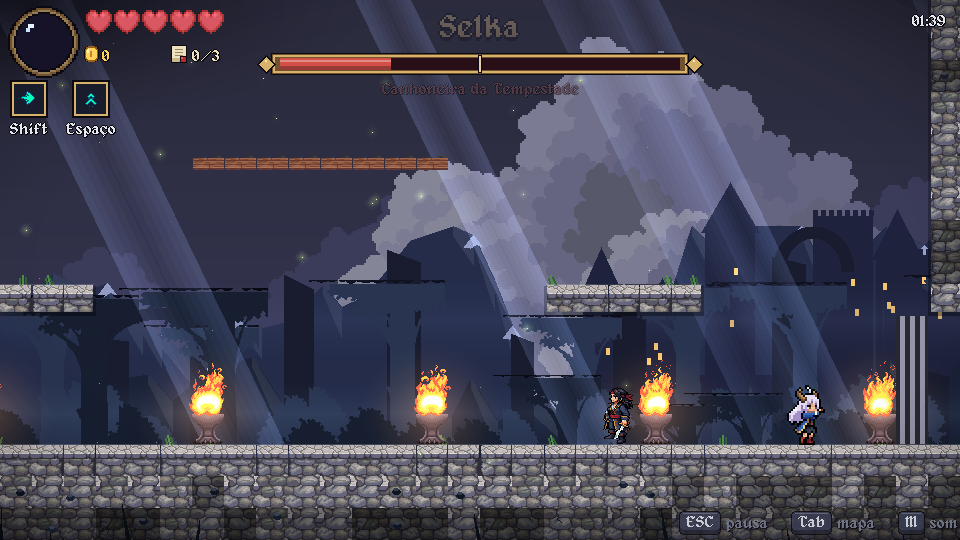 Selka
01:39
0
0/3
Canhoneira da Tempestade
Shift
Espaço
ESC pausa
Tab mapa
M som